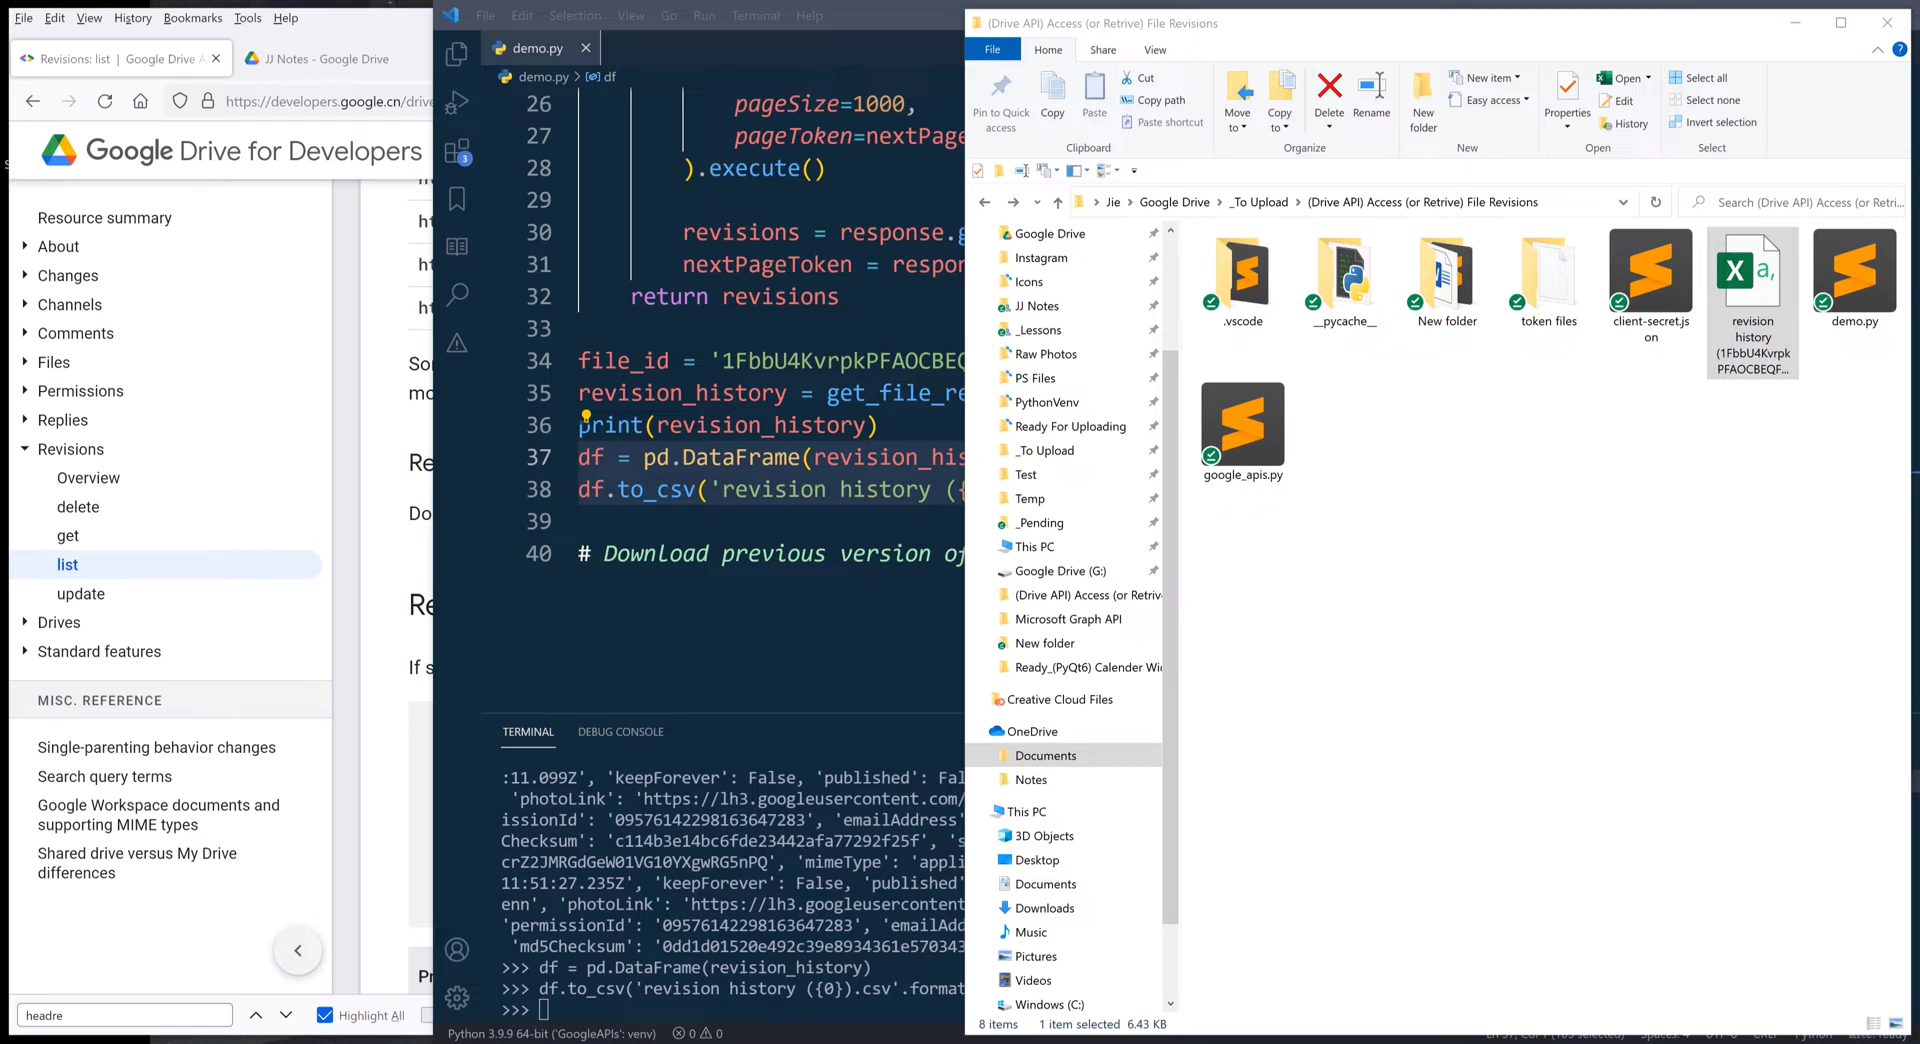 File Edit View History Bookmarks Tools Help
Revisions: list | Google Drive A
JJ Notes - Google Drive
https://developers.google.cn/drive
Google Drive for Developers
Resource summary
About
Changes
Channels
Comments
Files
Permissions
Replies
Revisions
Overview
delete
get
list
update
Drives
Standard features
MISC. REFERENCE
Single-parenting behavior changes
Search query terms
Google Workspace documents and
supporting MIME types
Shared drive versus My Drive
differences
headre
Highlight All
File Edit Selection View Go Run Terminal Help
demo.py
demo.py > df
3
26 pageSize=1000,
27 pageToken=nextPage
28 ).execute()
29
30 revisions = response.g
31 nextPageToken = respon
32 return revisions
33
34 file_id = '1FbbU4KvrpkPFAOCBEQ
35 revision_history = get_file_re
36 print(revision_history)
37 df = pd.DataFrame(revision_his
38 df.to_csv('revision history ({
39
40 # Download previous version of
TERMINAL DEBUG CONSOLE
:11.099Z', 'keepForever': False, 'published': Fal
'photoLink': 'https://lh3.googleusercontent.com/
issionId': '09576142298163647283', 'emailAddress'
Checksum': 'c114b3e14bc6fde23442afa77292f25f', 's
crZ2JMRGdGeW01VG10YXgwRG5nPQ', 'mimeType': 'appli
11:51:27.235Z', 'keepForever': False, 'published'
enn', 'photoLink': 'https://lh3.googleusercontent
'permissionId': '09576142298163647283', 'emailAdd
'md5Checksum': '0dd1d01520e492c39e8934361e570343
>>> df = pd.DataFrame(revision_history)
>>> df.to_csv('revision history ({0}).csv'.format
>>>
Python 3.9.9 64-bit ('GoogleAPIs': venv) 0 0
(Drive API) Access (or Retrive) File Revisions
File Home Share View
Pin to Quick
access
Copy
Paste
Cut
Copy path
Paste shortcut
Clipboard
Move
to
Copy
to
Delete
Rename
Organize
New
folder
New item
Easy access
New
Properties
Open
Edit
History
Open
Select all
Select none
Invert selection
Select
Jie > Google Drive > _To Upload > (Drive API) Access (or Retrive) File Revisions
Search (Drive API) Access (or Retri...
Google Drive
Instagram
Icons
JJ Notes
_Lessons
Raw Photos
PS Files
PythonVenv
Ready For Uploading
_To Upload
Test
Temp
_Pending
This PC
Google Drive (G:)
(Drive API) Access (or Retriv
Microsoft Graph API
New folder
Ready_(PyQt6) Calender Wic
Creative Cloud Files
OneDrive
Documents
Notes
This PC
3D Objects
Desktop
Documents
Downloads
Music
Pictures
Videos
Windows (C:)
.vscode
__pycache__
New folder
token files
client-secret.js
on
revision
history
(1FbbU4Kvrpk
PFAOCBEQF...
demo.py
google_apis.py
8 items 1 item selected 6.43 KB